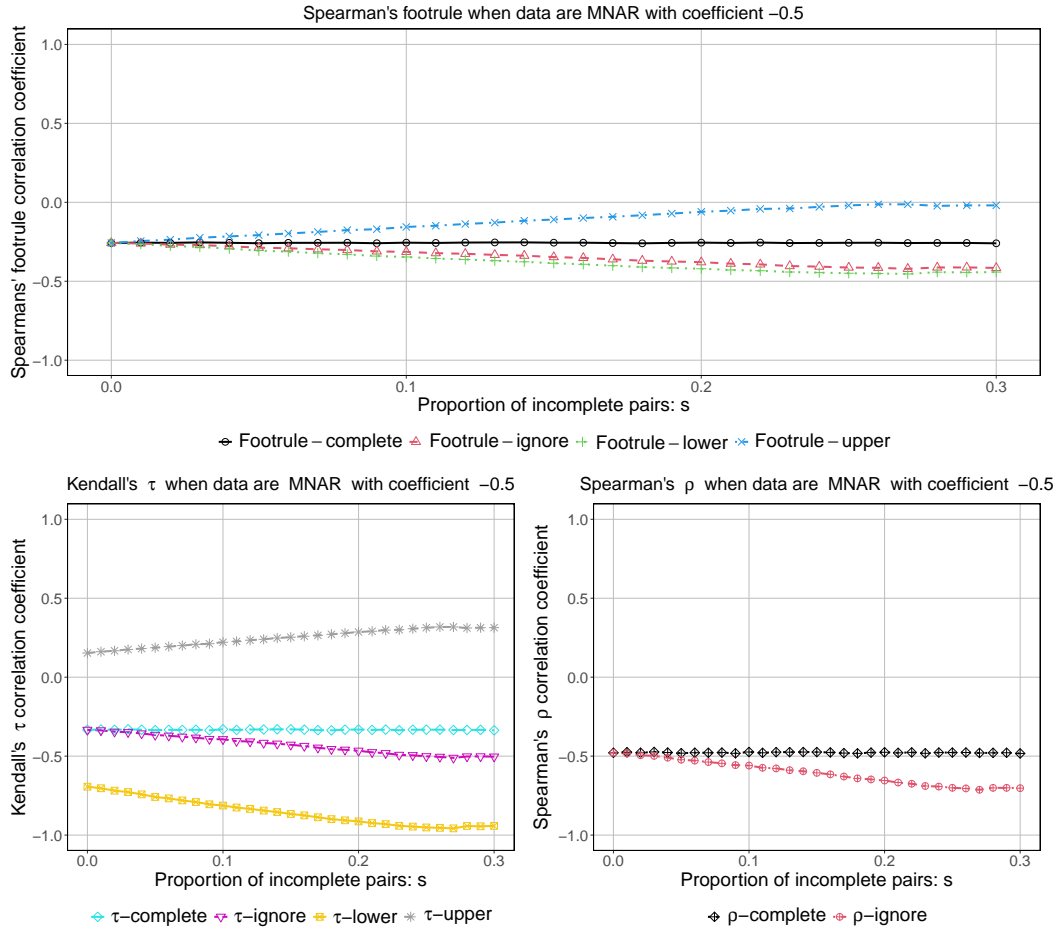 Spearman's footrule when data are MNAR with coefficient −0.5
Spearmans' footrule correlation coefficient
1.0
0.5
0.0
−0.5
−1.0
0.0 0.1 0.2 0.3
Proportion of incomplete pairs: s
Footrule−complete Footrule−ignore Footrule−lower Footrule−upper
Kendall's τ when data are MNAR with coefficient −0.5
Kendall's τ correlation coefficient
1.0
0.5
0.0
−0.5
−1.0
0.0 0.1 0.2 0.3
Proportion of incomplete pairs: s
τ−complete τ−ignore τ−lower τ−upper
Spearman's ρ when data are MNAR with coefficient −0.5
Spearman's ρ correlation coefficient
1.0
0.5
0.0
−0.5
−1.0
0.0 0.1 0.2 0.3
Proportion of incomplete pairs: s
ρ−complete ρ−ignore